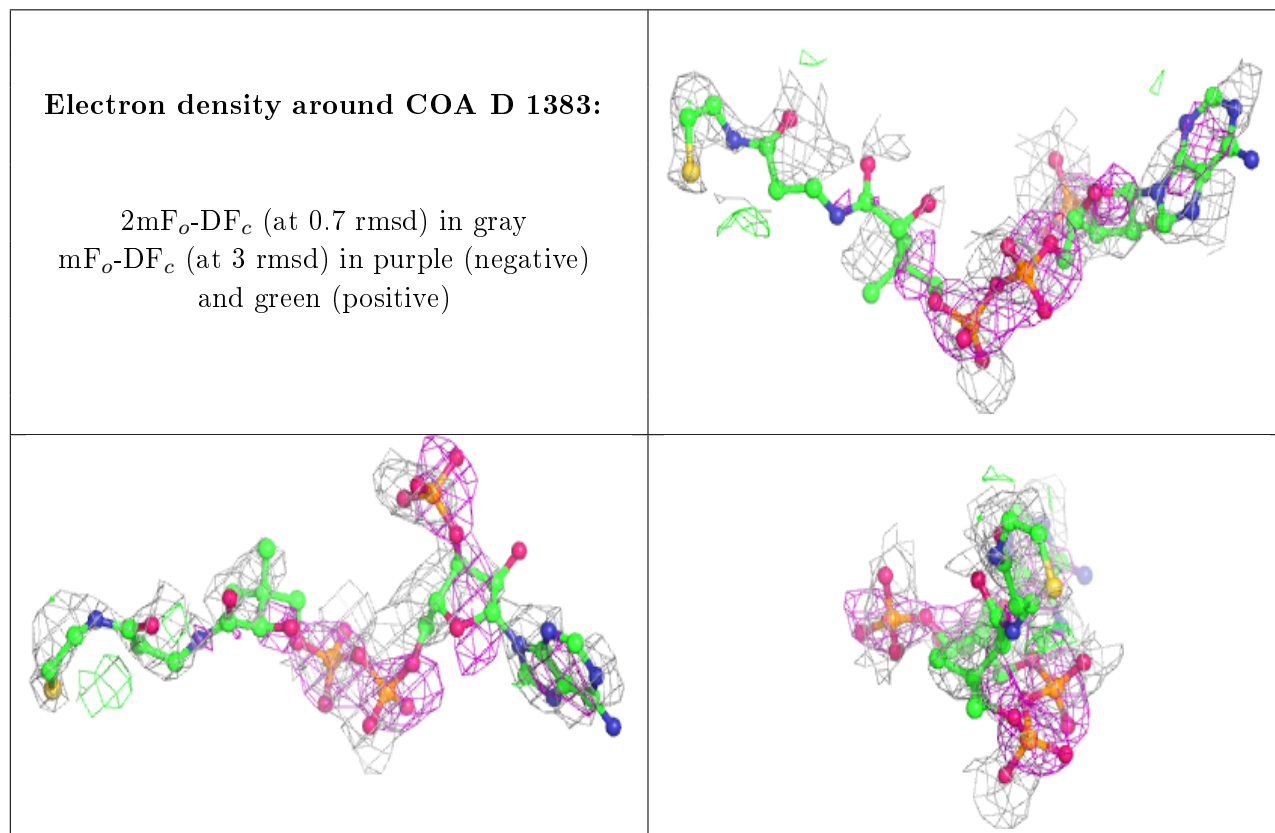 Electron density around COA D 1383:
2mFo-DFc (at 0.7 rmsd) in gray
mFo-DFc (at 3 rmsd) in purple (negative)
and green (positive)